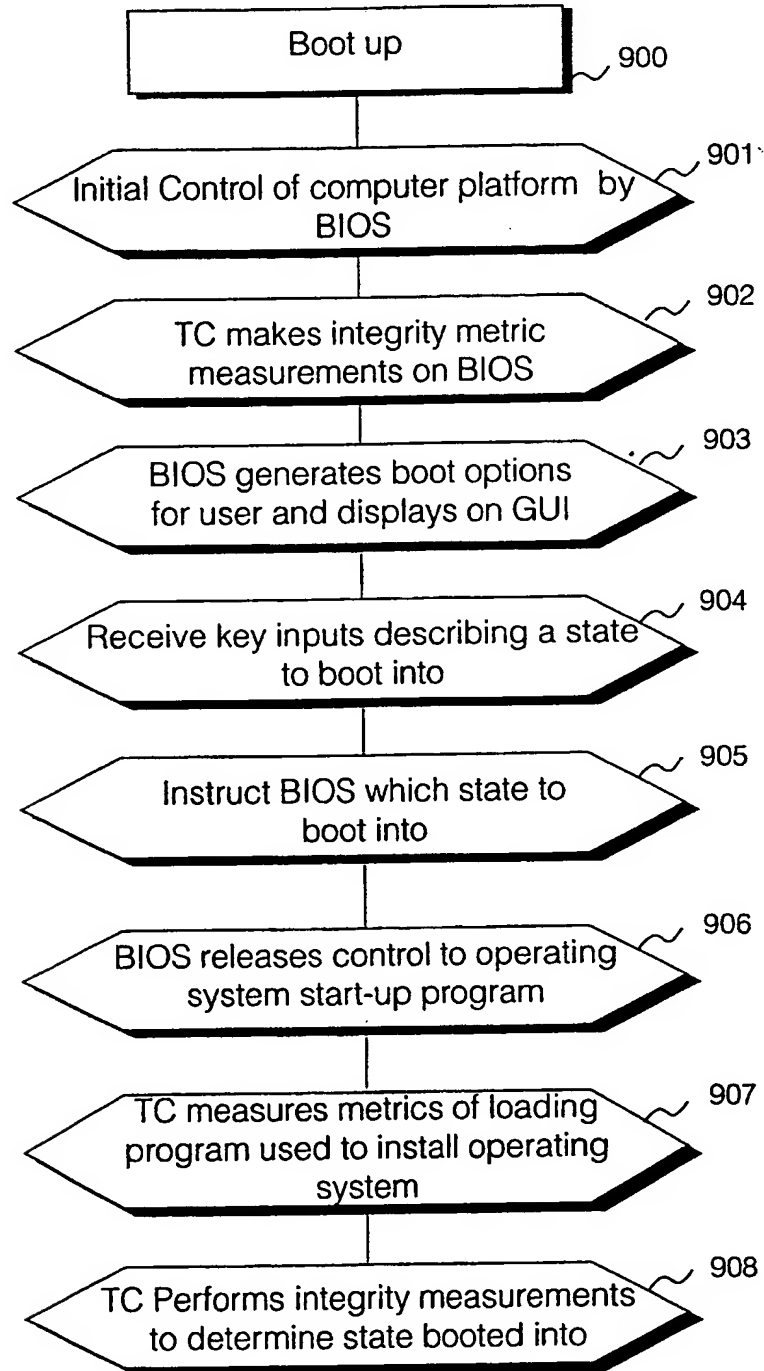 Boot up
900
901
Initial Control of computer platform by
BIOS
902
TC makes integrity metric
measurements on BIOS
903
BIOS generates boot options
for user and displays on GUI
904
Receive key inputs describing a state
to boot into
905
Instruct BIOS which state to
boot into
906
BIOS releases control to operating
system start-up program
907
TC measures metrics of loading
program used to install operating
system
908
TC Performs integrity measurements
to determine state booted into